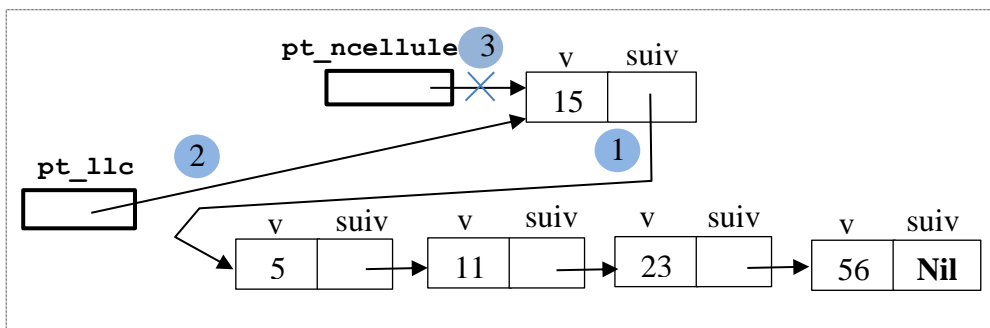 pt_ncellule 3
v suiv
15
1
2
pt_llc
v suiv v suiv v suiv v suiv
5 11 23 56 Nil